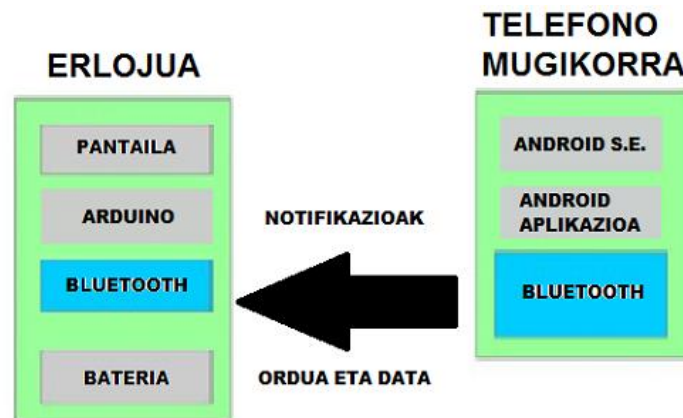 ERLOJUA
PANTAILA
ARDUINO
BLUETOOTH
BATERIA
NOTIFIKAZIOAK
ORDUA ETA DATA
TELEFONO
MUGIKORRA
ANDROID S.E.
ANDROID
APLIKAZIOA
BLUETOOTH